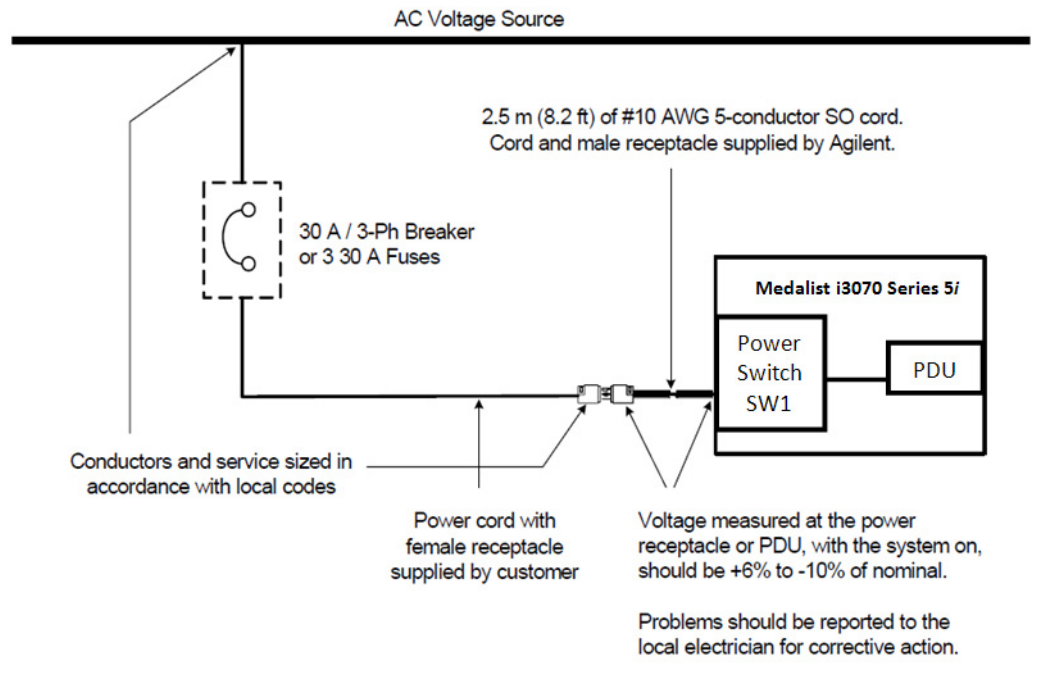 AC Voltage Source
2.5 m (8.2 ft) of #10 AWG 5-conductor SO cord.
Cord and male receptacle supplied by Agilent.
30 A / 3-Ph Breaker
or 3 30 A Fuses
Medalist i3070 Series 5i
Power
Switch
SW1
PDU
Conductors and service sized in
accordance with local codes
Power cord with
female receptacle
supplied by customer
Voltage measured at the power
receptacle or PDU, with the system on,
should be +6% to -10% of nominal.
Problems should be reported to the
local electrician for corrective action.